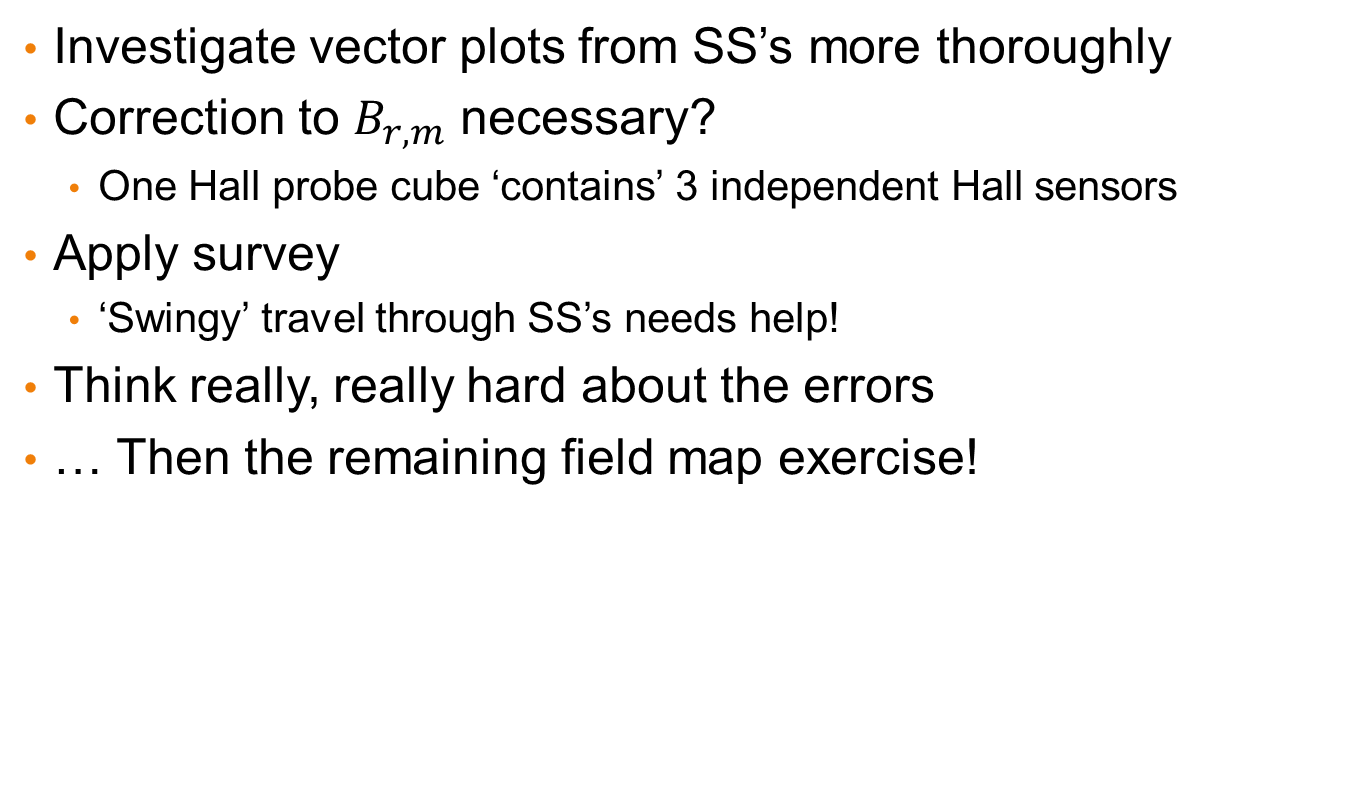 • Investigate vector plots from SS’s more thoroughly
• Correction to B_{r,m} necessary?
• One Hall probe cube ‘contains’ 3 independent Hall sensors
• Apply survey
• ‘Swingy’ travel through SS’s needs help!
• Think really, really hard about the errors
• … Then the remaining field map exercise!